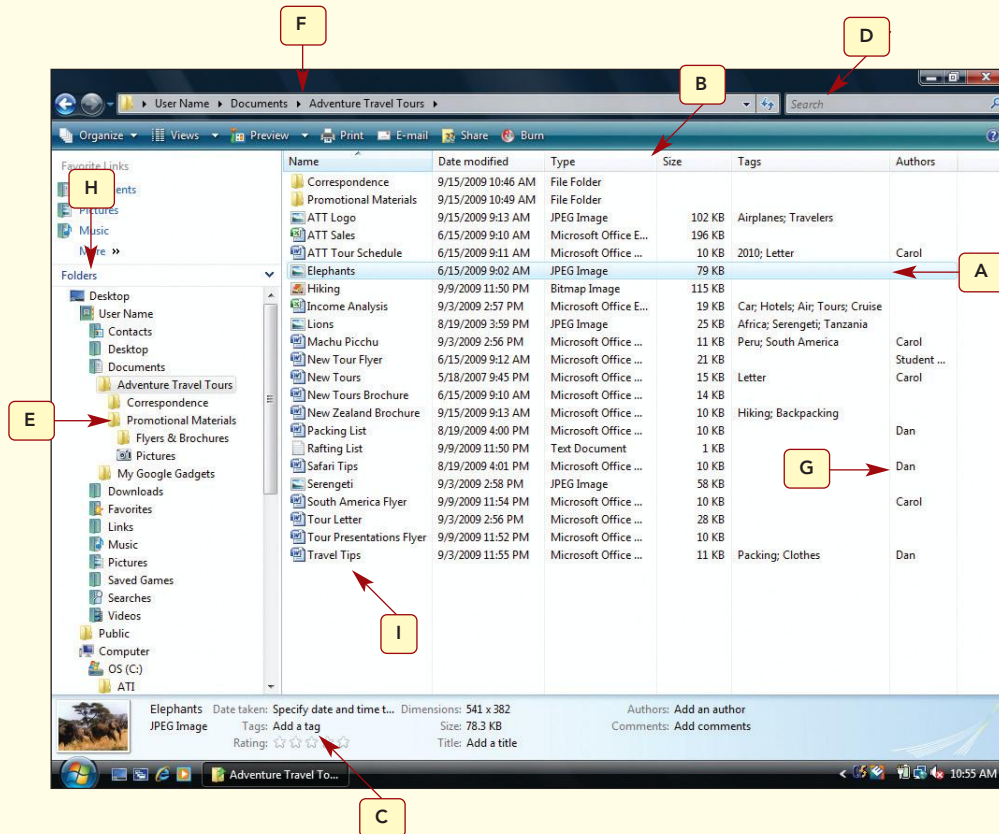 F
D
B
User Name Documents Adventure Travel Tours
Search
Organize Views Preview Print E-mail Share Burn
Favorite Links
H
Pictures
Music
More »
Folders
Desktop
User Name
Contacts
Desktop
Documents
Adventure Travel Tours
Correspondence
E
Promotional Materials
Flyers & Brochures
Pictures
My Google Gadgets
Downloads
Favorites
Links
Music
Pictures
Saved Games
Searches
Videos
Public
Computer
OS (C:)
ATI
Name Date modified Type Size Tags Authors
Correspondence 9/15/2009 10:46 AM File Folder
Promotional Materials 9/15/2009 10:49 AM File Folder
ATT Logo 9/15/2009 9:13 AM JPEG Image 102 KB Airplanes; Travelers
ATT Sales 6/15/2009 9:10 AM Microsoft Office E... 196 KB
ATT Tour Schedule 6/15/2009 9:11 AM Microsoft Office ... 10 KB 2010; Letter Carol
Elephants 6/15/2009 9:02 AM JPEG Image 79 KB
A
Hiking 9/9/2009 11:50 PM Bitmap Image 115 KB
Income Analysis 9/3/2009 2:57 PM Microsoft Office E... 19 KB Car; Hotels; Air; Tours; Cruise
Lions 8/19/2009 3:59 PM JPEG Image 25 KB Africa; Serengeti; Tanzania
Machu Picchu 9/3/2009 2:56 PM Microsoft Office ... 11 KB Peru; South America Carol
New Tour Flyer 6/15/2009 9:12 AM Microsoft Office ... 21 KB Student ...
New Tours 5/18/2007 9:45 PM Microsoft Office ... 15 KB Letter Carol
New Tours Brochure 6/15/2009 9:10 AM Microsoft Office ... 14 KB
New Zealand Brochure 9/15/2009 9:13 AM Microsoft Office ... 10 KB Hiking; Backpacking
Packing List 8/19/2009 4:00 PM Microsoft Office ... 10 KB Dan
Rafting List 9/9/2009 11:50 PM Text Document 1 KB
Safari Tips 8/19/2009 4:01 PM Microsoft Office ... 10 KB Dan
G
Serengeti 9/3/2009 2:58 PM JPEG Image 58 KB
South America Flyer 9/9/2009 11:54 PM Microsoft Office ... 10 KB Carol
Tour Letter 9/3/2009 2:56 PM Microsoft Office ... 28 KB
Tour Presentations Flyer 9/9/2009 11:52 PM Microsoft Office ... 10 KB
Travel Tips 9/3/2009 11:55 PM Microsoft Office ... 11 KB Packing; Clothes Dan
I
Elephants Date taken: Specify date and time t... Dimensions: 541 x 382 Authors: Add an author
JPEG Image Tags: Add a tag Size: 78.3 KB Comments: Add comments
Rating: Title: Add a title
Adventure Travel To... 10:55 AM
C